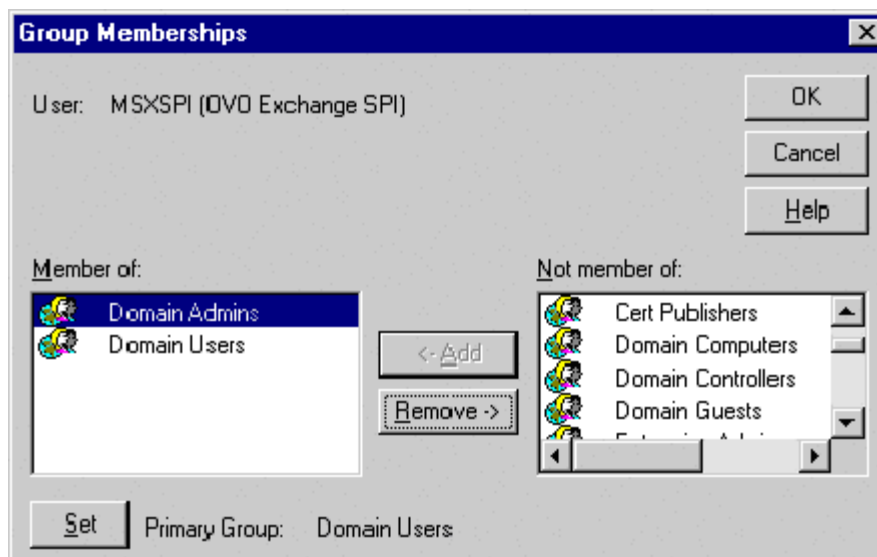 Group Memberships
User: MSXSPI (OVO Exchange SPI)
OK
Cancel
Help
Member of:
Domain Admins
Domain Users
<- Add
Remove ->
Not member of:
Cert Publishers
Domain Computers
Domain Controllers
Domain Guests
Set
Primary Group: Domain Users